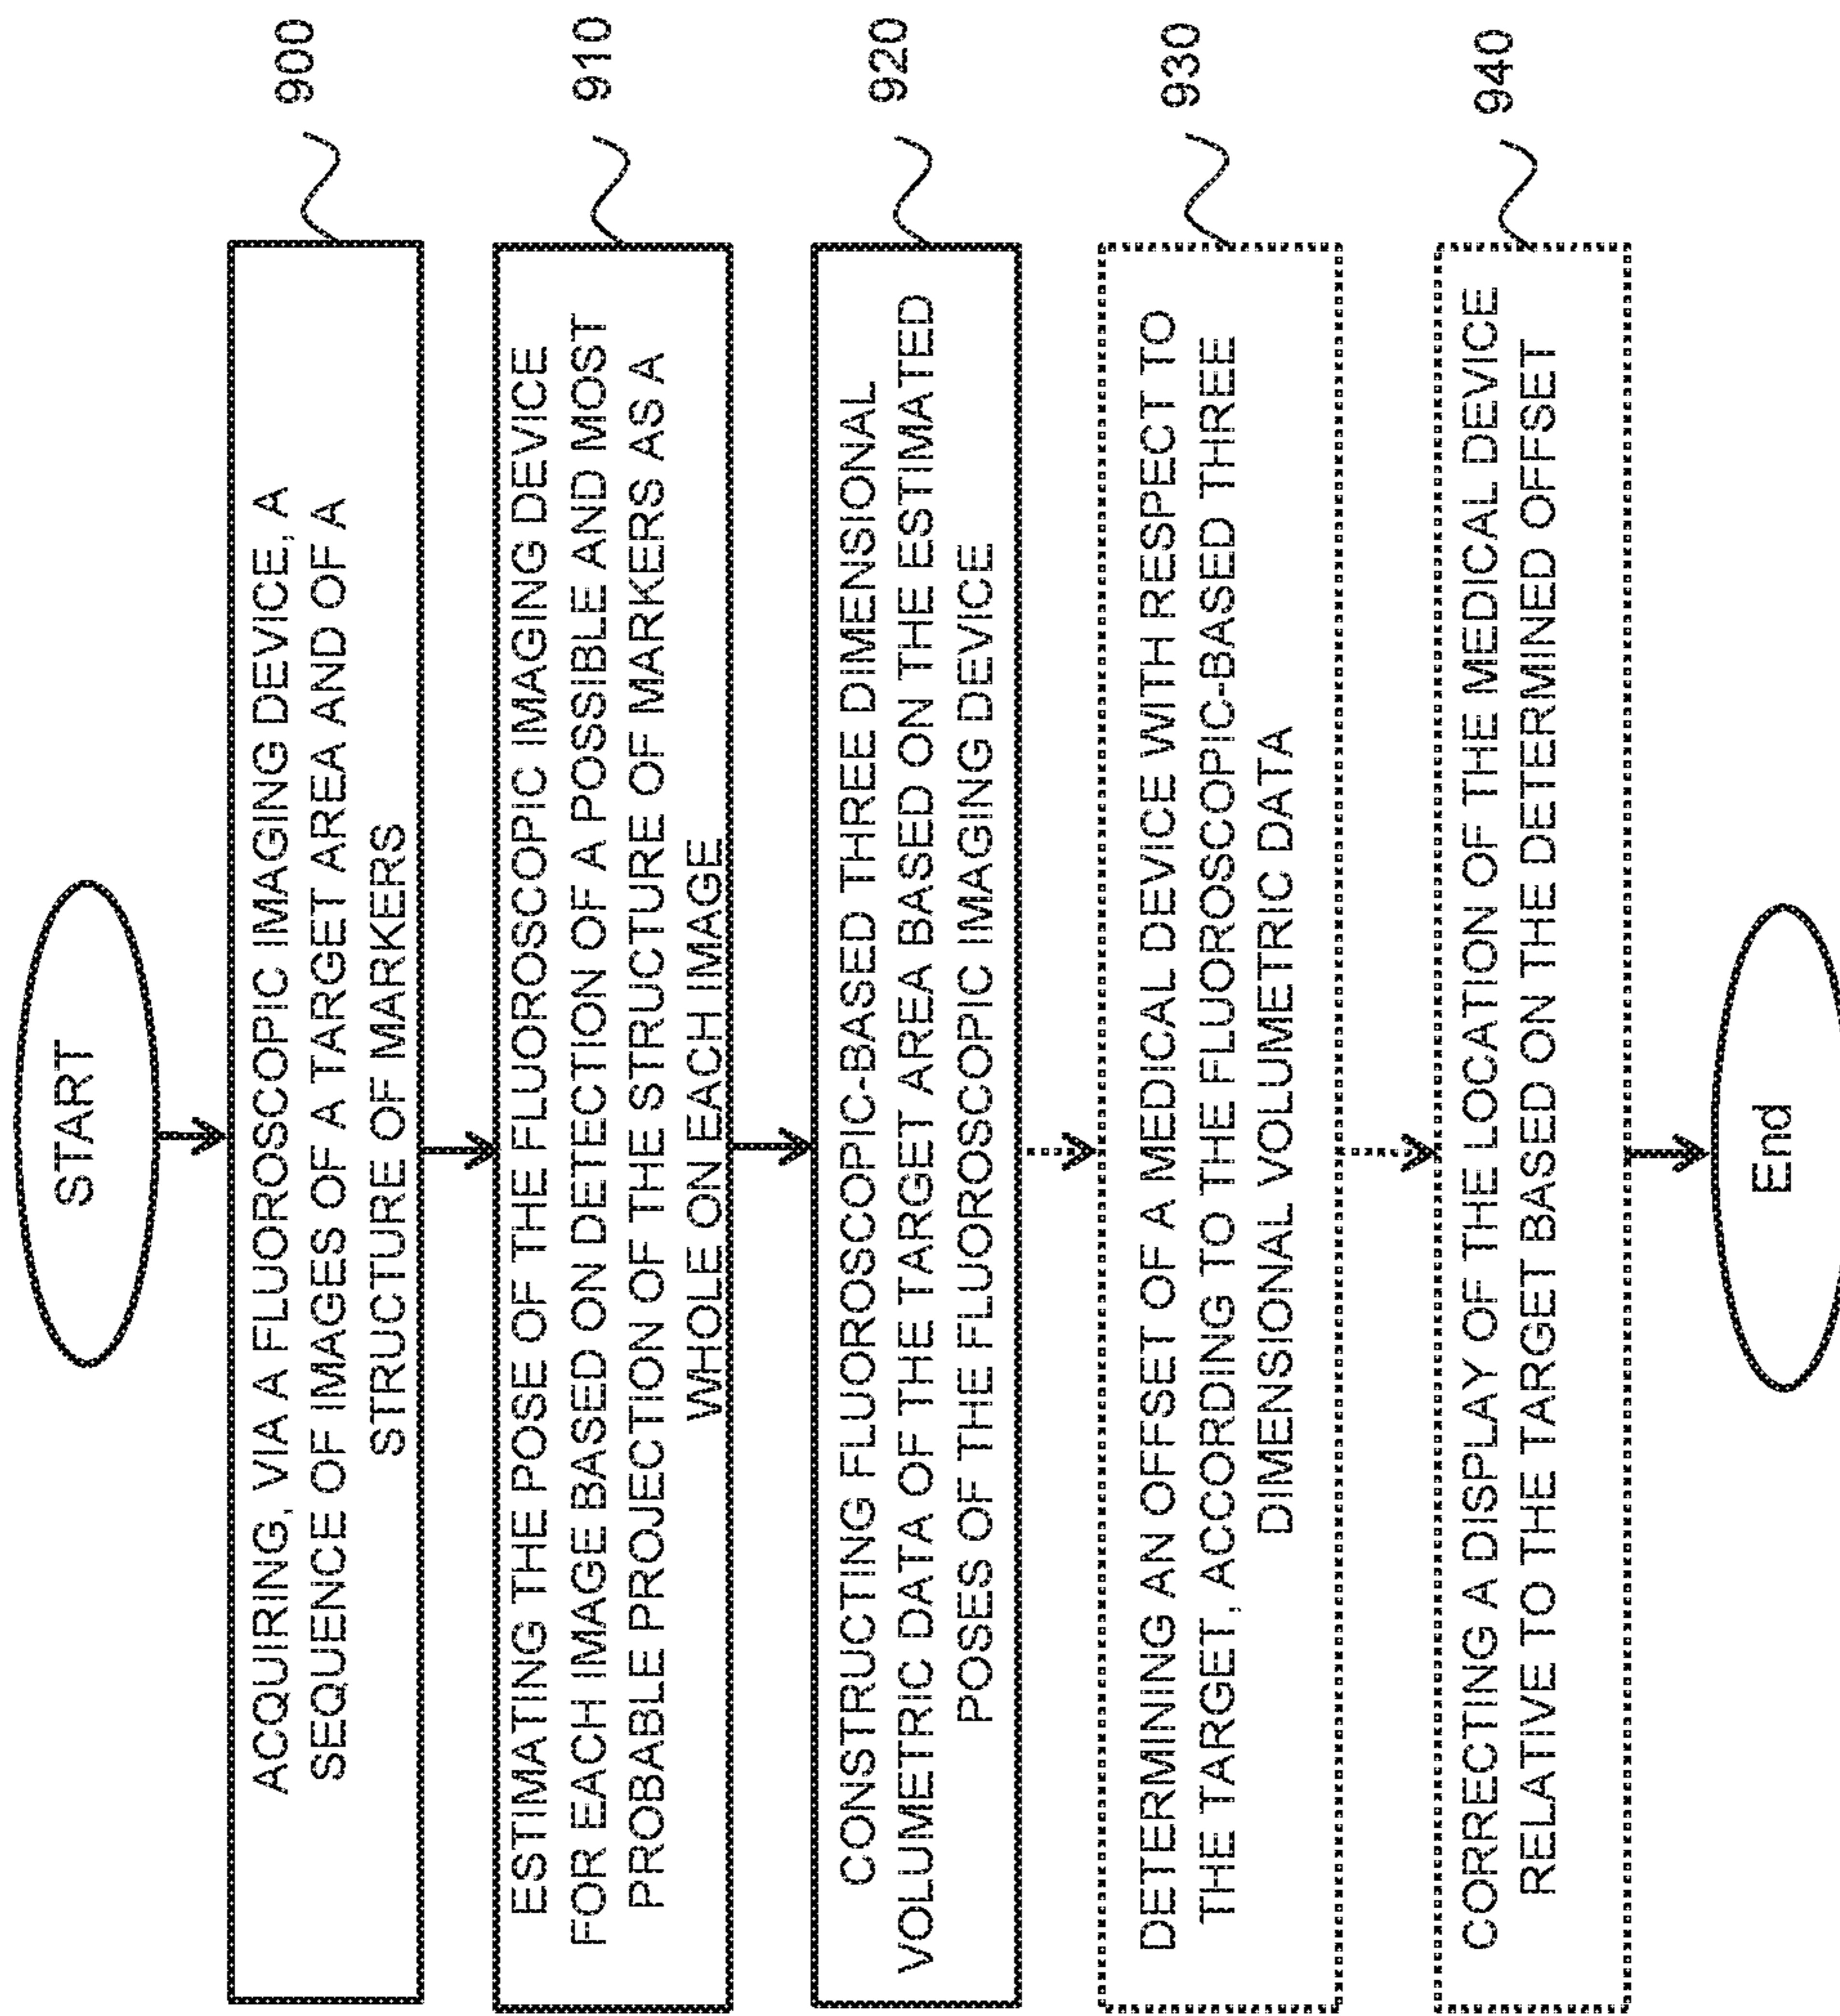 START
ACQUIRING, VIA A FLUOROSCOPIC IMAGING DEVICE, A
SEQUENCE OF IMAGES OF A TARGET AREA AND OF A
STRUCTURE OF MARKERS
900
ESTIMATING THE POSE OF THE FLUOROSCOPIC IMAGING DEVICE
FOR EACH IMAGE BASED ON DETECTION OF A POSSIBLE AND MOST
PROBABLE PROJECTION OF THE STRUCTURE OF MARKERS AS A
WHOLE ON EACH IMAGE
910
CONSTRUCTING FLUOROSCOPIC-BASED THREE DIMENSIONAL
VOLUMETRIC DATA OF THE TARGET AREA BASED ON THE ESTIMATED
POSES OF THE FLUOROSCOPIC IMAGING DEVICE
920
DETERMINING AN OFFSET OF A MEDICAL DEVICE WITH RESPECT TO
THE TARGET, ACCORDING TO THE FLUOROSCOPIC-BASED THREE
DIMENSIONAL VOLUMETRIC DATA
930
CORRECTING A DISPLAY OF THE LOCATION OF THE MEDICAL DEVICE
RELATIVE TO THE TARGET BASED ON THE DETERMINED OFFSET
940
End